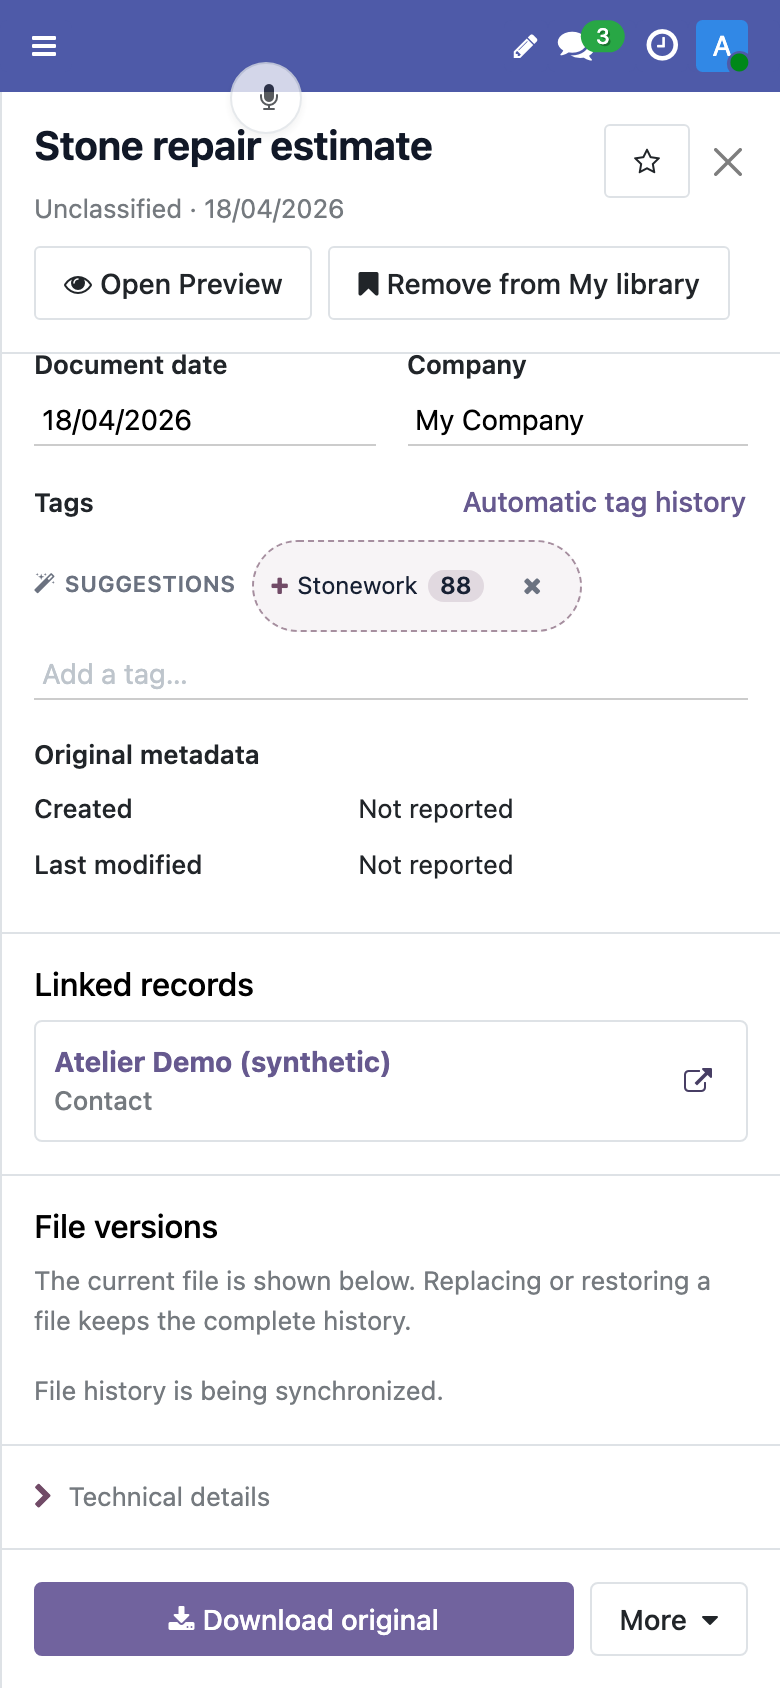 3
A
Stone repair estimate
Unclassified · 18/04/2026
Open Preview
Remove from My library
Document date
Company
18/04/2026
My Company
Tags
Automatic tag history
SUGGESTIONS
Stonework 88
Add a tag...
Original metadata
Created
Not reported
Last modified
Not reported
Linked records
Atelier Demo (synthetic)
Contact
File versions
The current file is shown below. Replacing or restoring a
file keeps the complete history.
File history is being synchronized.
Technical details
Download original
More